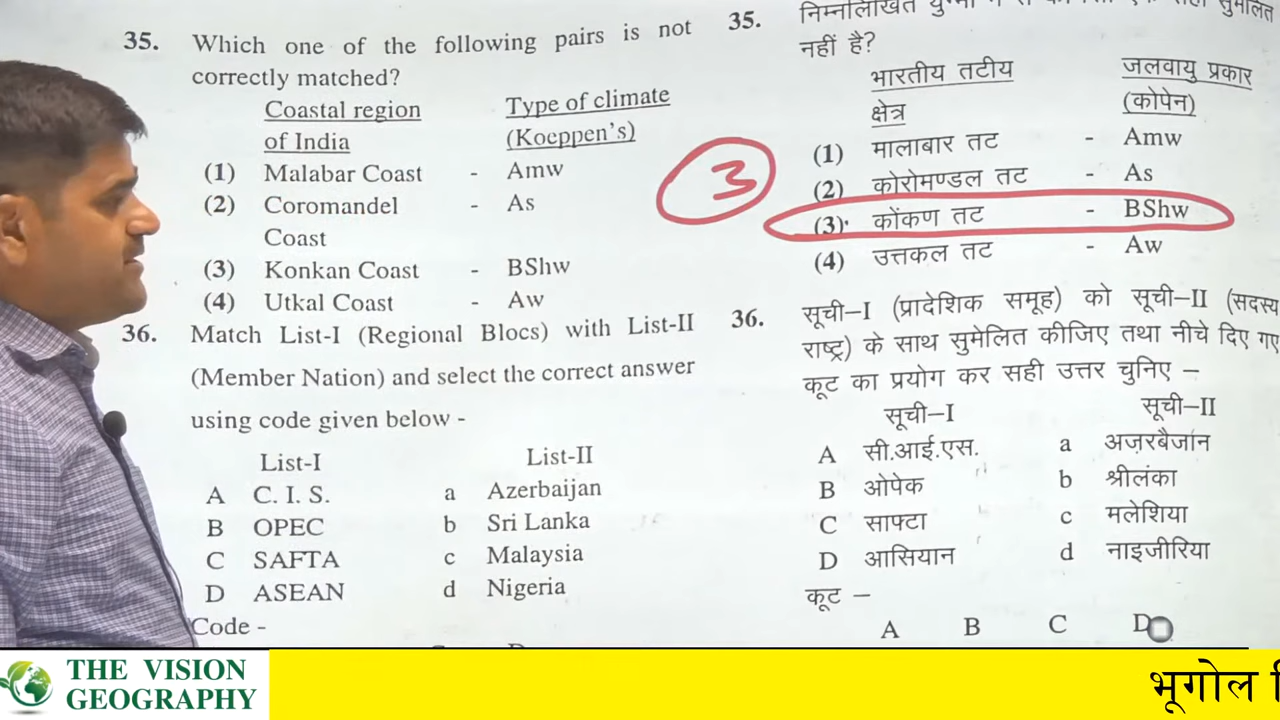 35. Which one of the following pairs is not
correctly matched?
Coastal region Type of climate
of India (Koeppen's)
(1) Malabar Coast - Amw
(2) Coromandel - As
Coast
(3) Konkan Coast - BShw
(4) Utkal Coast - Aw
36. Match List-I (Regional Blocs) with List-II
(Member Nation) and select the correct answer
using code given below -
List-I List-II
A C. I. S. a Azerbaijan
B OPEC b Sri Lanka
C SAFTA c Malaysia
D ASEAN d Nigeria
Code -
3
35. निम्नलिखित
नहीं है?
भारतीय तटीय जलवायु प्रकार
क्षेत्र (कोपेन)
(1) मालाबार तट - Amw
(2) कोरोमण्डल तट - As
(3) कोंकण तट - BShw
(4) उत्तकल तट - Aw
36. सूची-I (प्रादेशिक समूह) को सूची-II (सदस्य
राष्ट्र) के साथ सुमेलित कीजिए तथा नीचे दिए गए
कूट का प्रयोग कर सही उत्तर चुनिए –
सूची-I सूची-II
A सी.आई.एस. a अज़रबैजॉन
B ओपेक b श्रीलंका
C साफ्टा c मलेशिया
D आसियान d नाइजीरिया
कूट –
A B C D
THE VISION
GEOGRAPHY
भूगोल